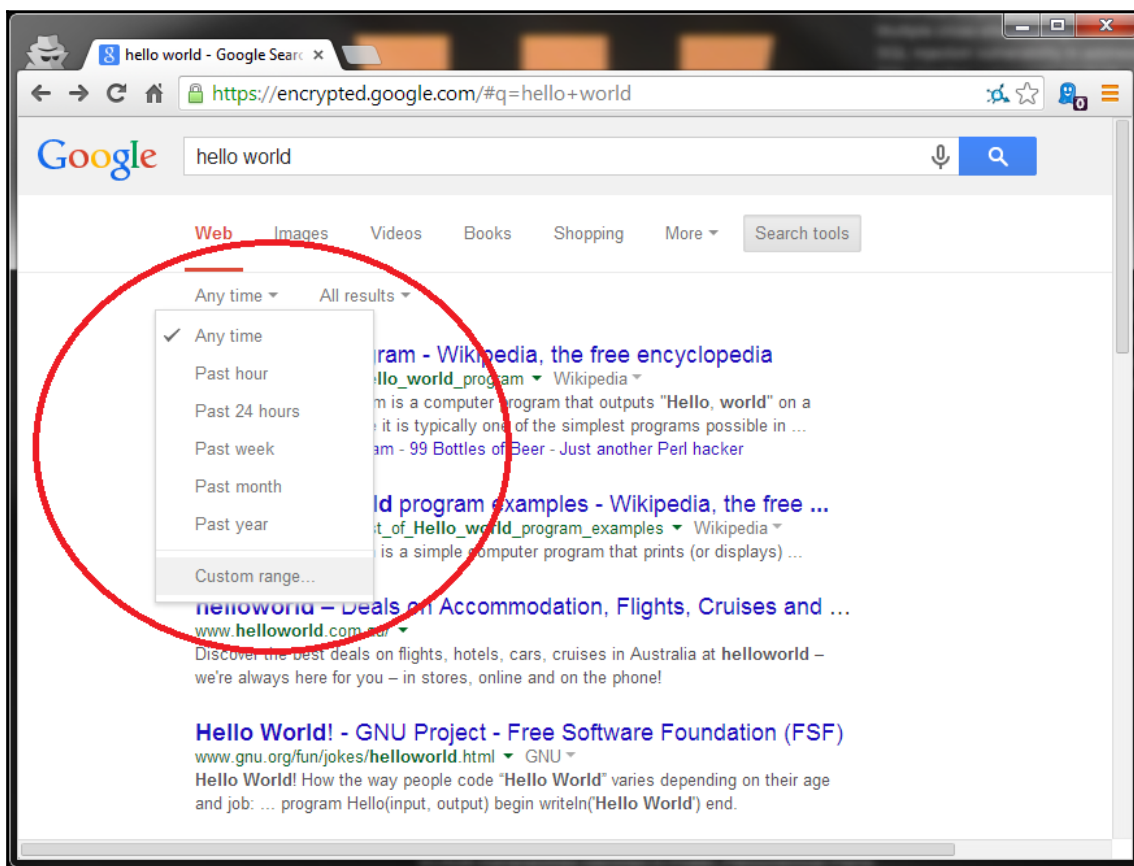 hello world - Google Searc
https://encrypted.google.com/#q=hello+world
0
Google
hello world
Web Images Videos Books Shopping More Search tools
Any time All results
Any time
Past hour
Past 24 hours
Past week
Past month
Past year
Custom range...
ram - Wikipedia, the free encyclopedia
llo_world_program Wikipedia
m is a computer program that outputs "Hello, world" on a
it is typically one of the simplest programs possible in ...
am - 99 Bottles of Beer - Just another Perl hacker
ld program examples - Wikipedia, the free ...
t_of_Hello_world_program_examples Wikipedia
is a simple computer program that prints (or displays) ...
helloworld – Deals on Accommodation, Flights, Cruises and ...
www.helloworld.com.au/
Discover the best deals on flights, hotels, cars, cruises in Australia at helloworld –
we're always here for you – in stores, online and on the phone!
Hello World! - GNU Project - Free Software Foundation (FSF)
www.gnu.org/fun/jokes/helloworld.html GNU
Hello World! How the way people code “Hello World” varies depending on their age
and job: ... program Hello(input, output) begin writeln('Hello World') end.